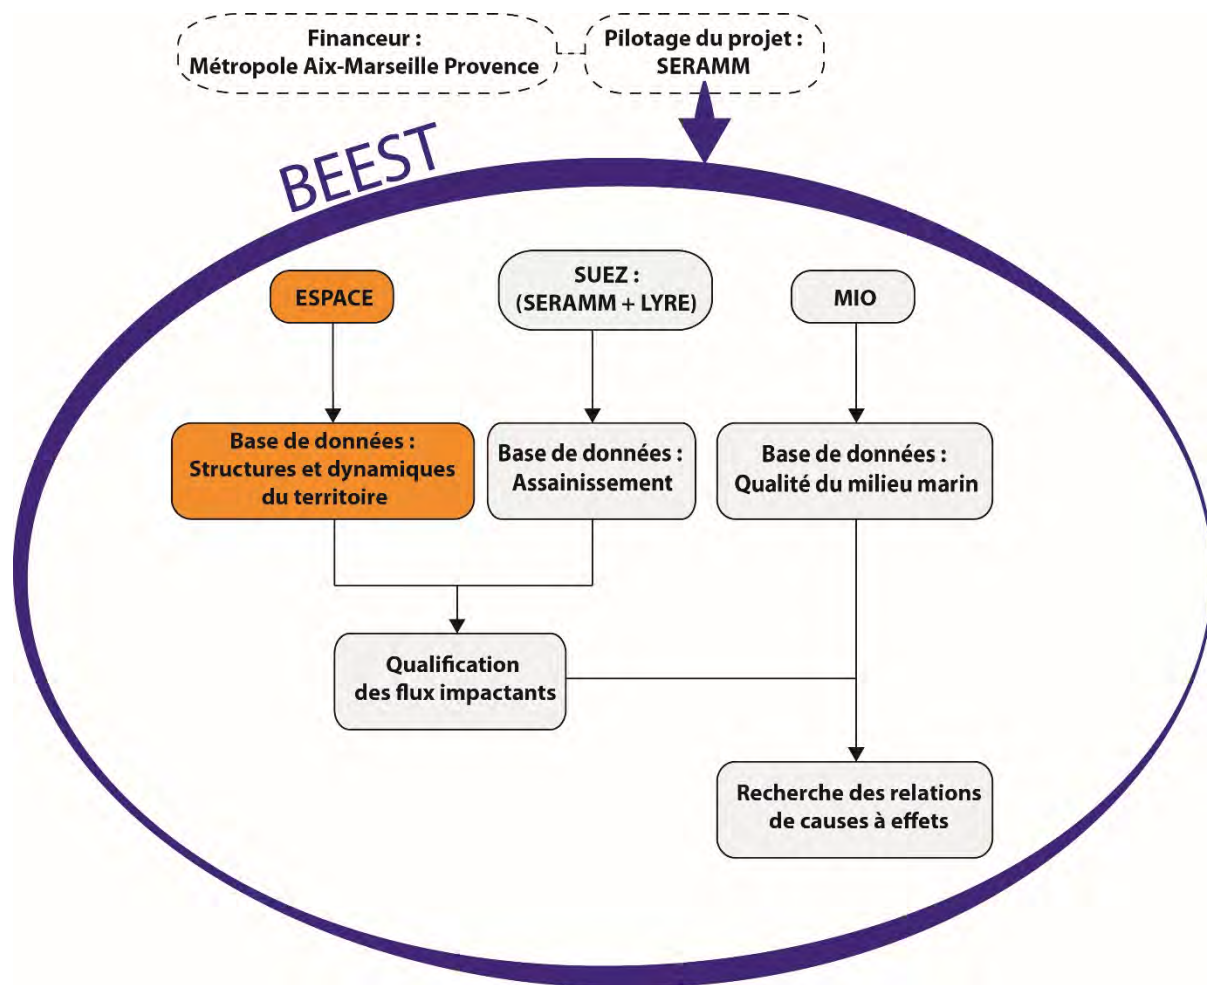 Financeur :
Métropole Aix-Marseille Provence
Pilotage du projet :
SERAMM
BEEST
ESPACE
SUEZ :
(SERAMM + LYRE)
MIO
Base de données :
Structures et dynamiques
du territoire
Base de données :
Assainissement
Base de données :
Qualité du milieu marin
Qualification
des flux impactants
Recherche des relations
de causes à effets